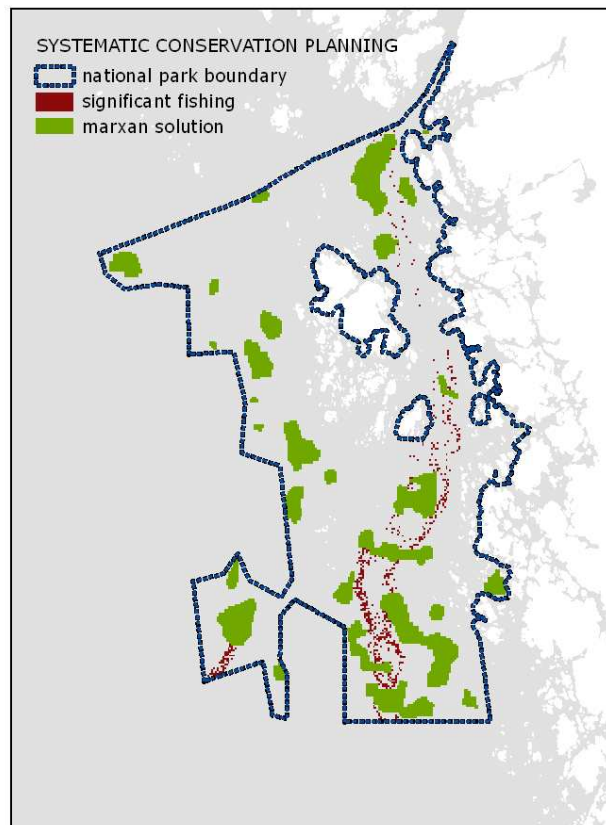 SYSTEMATIC CONSERVATION PLANNING
national park boundary
significant fishing
marxan solution